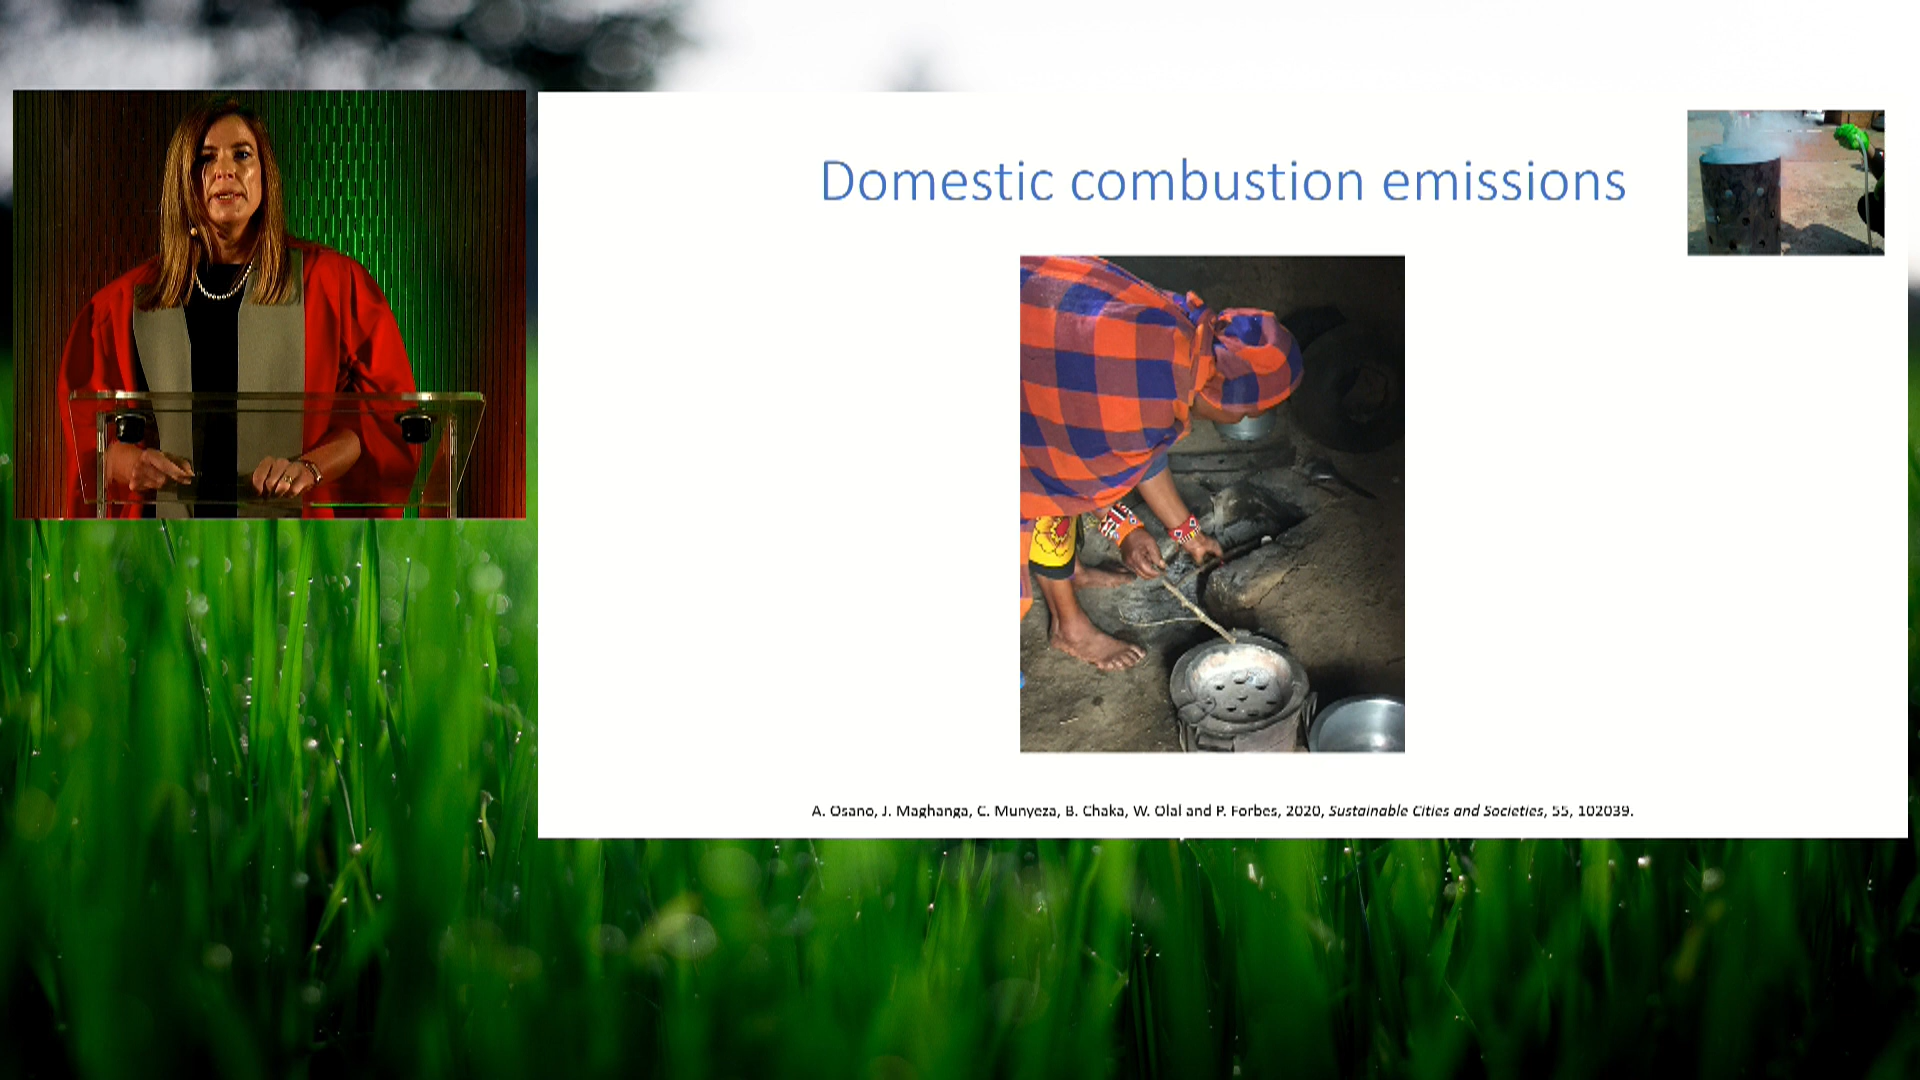 Domestic combustion emissions
A. Osano, J. Maghanga, C. Munyeza, B. Chaka, W. Olal and P. Forbes, 2020, Sustainable Cities and Societies, 55, 102039.